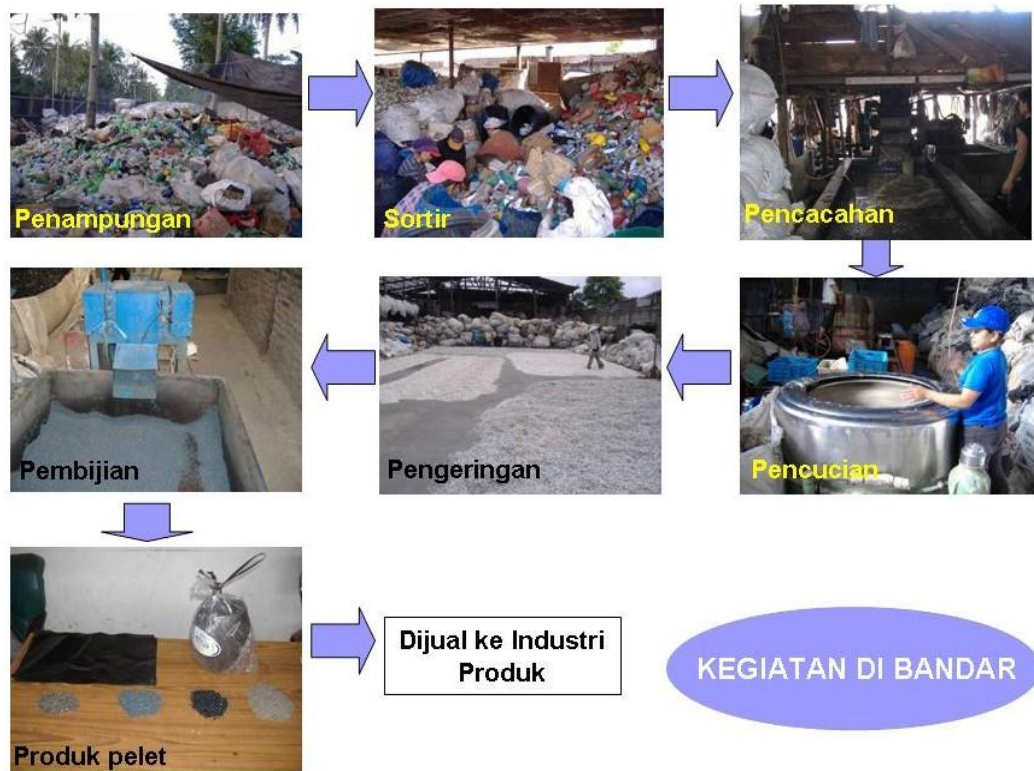 Penampungan
Sortir
Pencacahan
Pencucian
Pengeringan
Pembijian
Produk pelet
Dijual ke Industri
Produk
KEGIATAN DI BANDAR